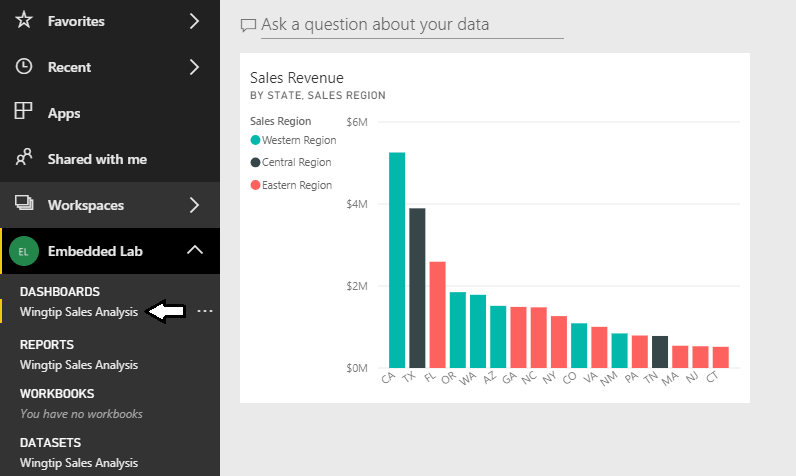 Favorites
Recent
Apps
Shared with me
Workspaces
EL
Embedded Lab
DASHBOARDS
Wingtip Sales Analysis
REPORTS
Wingtip Sales Analysis
WORKBOOKS
You have no workbooks
DATASETS
Wingtip Sales Analysis
Ask a question about your data
Sales Revenue
BY STATE, SALES REGION
Sales Region
Western Region
Central Region
Eastern Region
$6M
$4M
$2M
$0M
CA TX FL OR WA AZ GA NC NY CO VA NM PA TN MA NJ CT